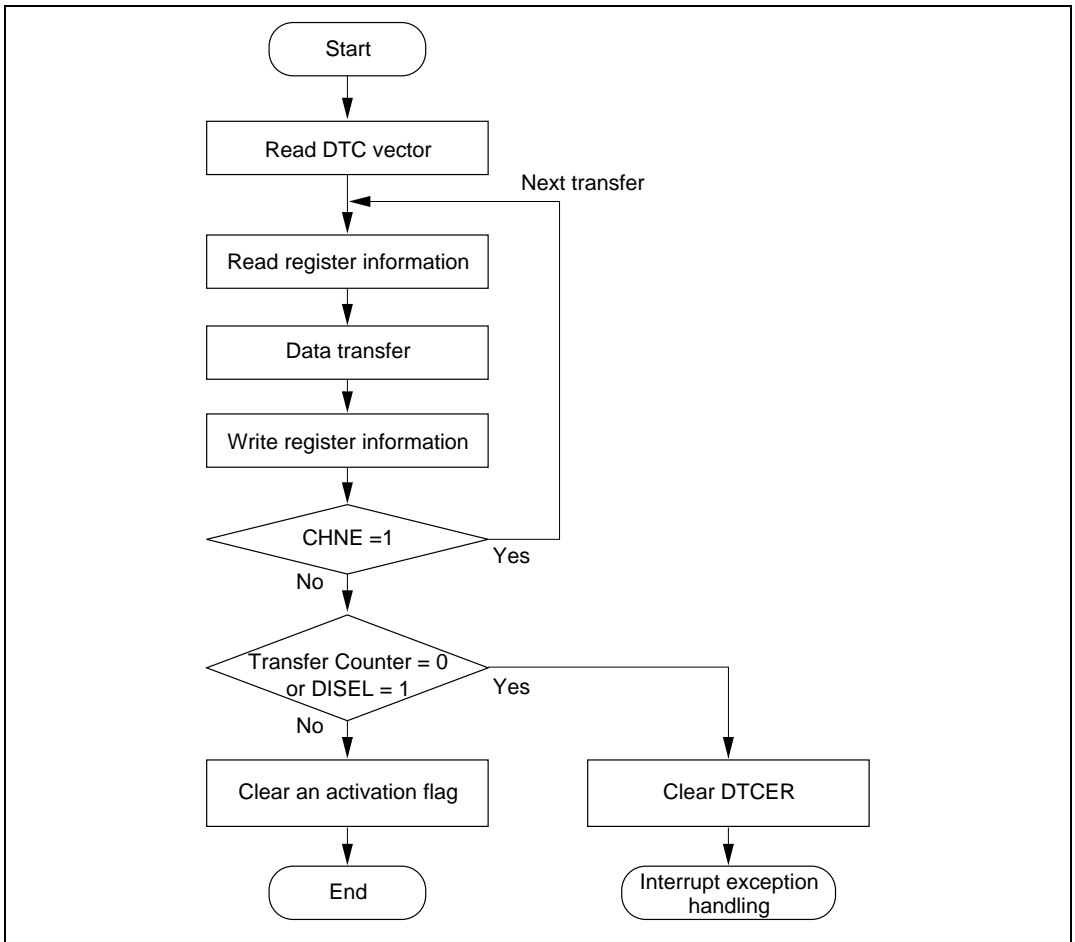 Start
Read DTC vector
Next transfer
Read register information
Data transfer
Write register information
CHNE =1
Yes
No
Transfer Counter = 0
or DISEL = 1
Yes
No
Clear an activation flag
Clear DTCER
End
Interrupt exception
handling